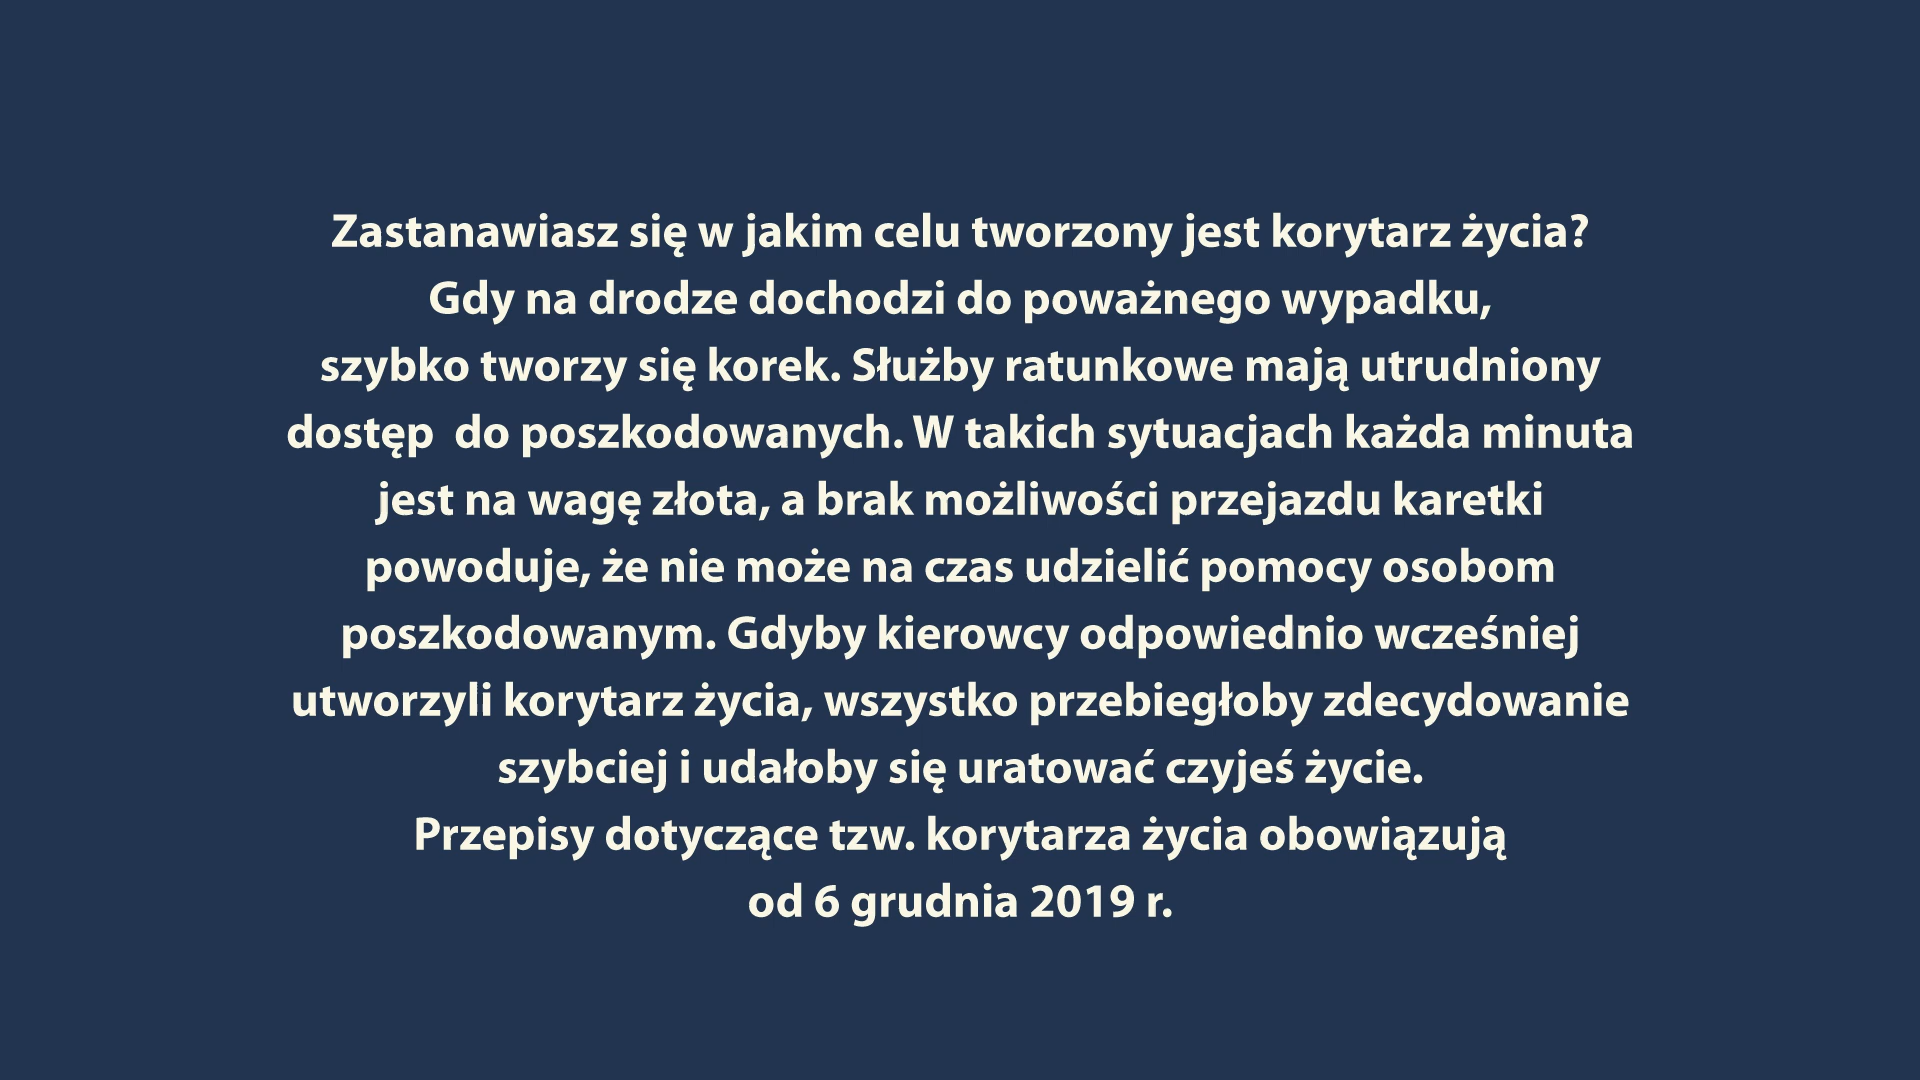 Zastanawiasz się w jakim celu tworzony jest korytarz życia?
Gdy na drodze dochodzi do poważnego wypadku,
szybko tworzy się korek. Służby ratunkowe mają utrudniony
dostęp  do poszkodowanych. W takich sytuacjach każda minuta
jest na wagę złota, a brak możliwości przejazdu karetki
powoduje, że nie może na czas udzielić pomocy osobom
poszkodowanym. Gdyby kierowcy odpowiednio wcześniej
utworzyli korytarz życia, wszystko przebiegłoby zdecydowanie
szybciej i udałoby się uratować czyjeś życie.
Przepisy dotyczące tzw. korytarza życia obowiązują
od 6 grudnia 2019 r.